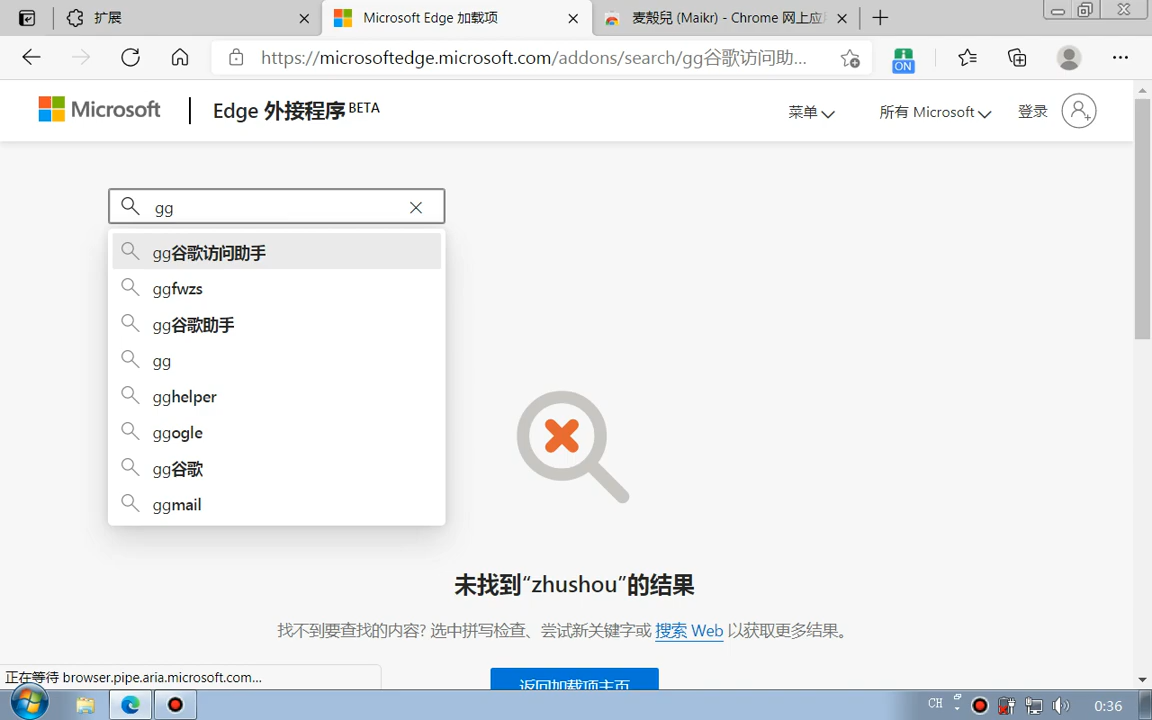 扩展
Microsoft Edge 加载项
麦殼兒 (Maikr) - Chrome 网上应
https://microsoftedge.microsoft.com/addons/search/gg谷歌访问助...
ON
Microsoft
Edge 外接程序 BETA
菜单
所有 Microsoft
登录
gg
gg谷歌访问助手
ggfwzs
gg谷歌助手
gg
gghelper
ggogle
gg谷歌
ggmail
未找到“zhushou”的结果
找不到要查找的内容? 选中拼写检查、尝试新关键字或 搜索 Web 以获取更多结果。
返回加载项主页
正在等待 browser.pipe.aria.microsoft.com...
CH
0:36